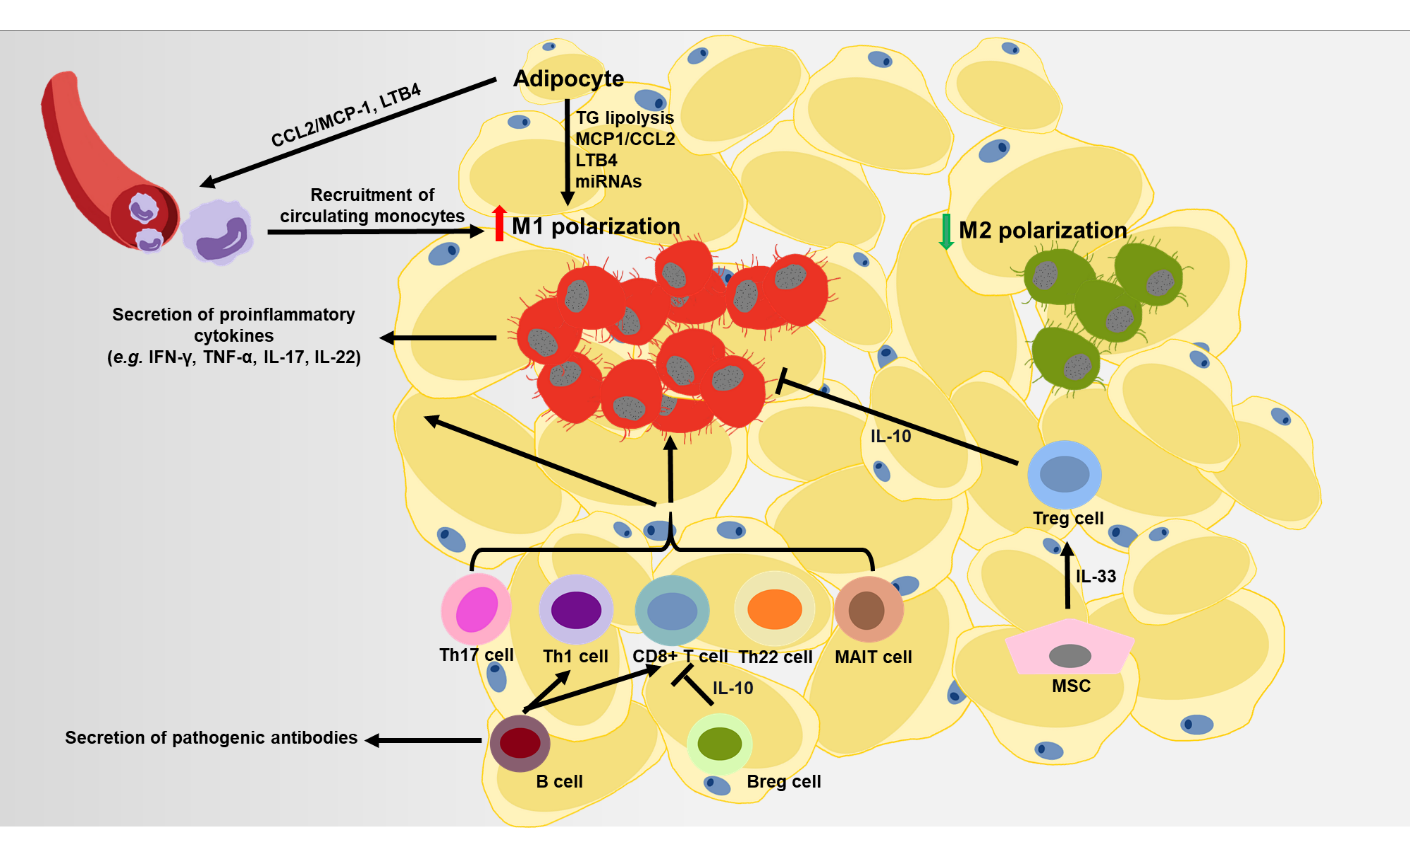 Adipocyte
CCL2/MCP-1, LTB4
TG lipolysis
MCP1/CCL2
LTB4
miRNAs
Recruitment of
circulating monocytes
M1 polarization
M2 polarization
Secretion of proinflammatory
cytokines
(e.g. IFN-γ, TNF-α, IL-17, IL-22)
IL-10
Treg cell
IL-33
Th17 cell
Th1 cell
CD8+ T cell
Th22 cell
MAIT cell
MSC
IL-10
Secretion of pathogenic antibodies
B cell
Breg cell